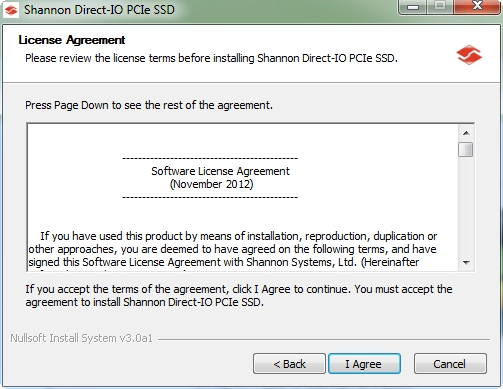 Shannon Direct-IO PCIe SSD
License Agreement
Please review the license terms before installing Shannon Direct-IO PCIe SSD.
Press Page Down to see the rest of the agreement.
---------------------------------------------
Software License Agreement
(November 2012)
---------------------------------------------
If you have used this product by means of installation, reproduction, duplication or
other approaches, you are deemed to have agreed on the following terms, and have
signed this Software License Agreement with Shannon Systems, Ltd. (Hereinafter
If you accept the terms of the agreement, click I Agree to continue. You must accept the
agreement to install Shannon Direct-IO PCIe SSD.
Nullsoft Install System v3.0a1
< Back
I Agree
Cancel